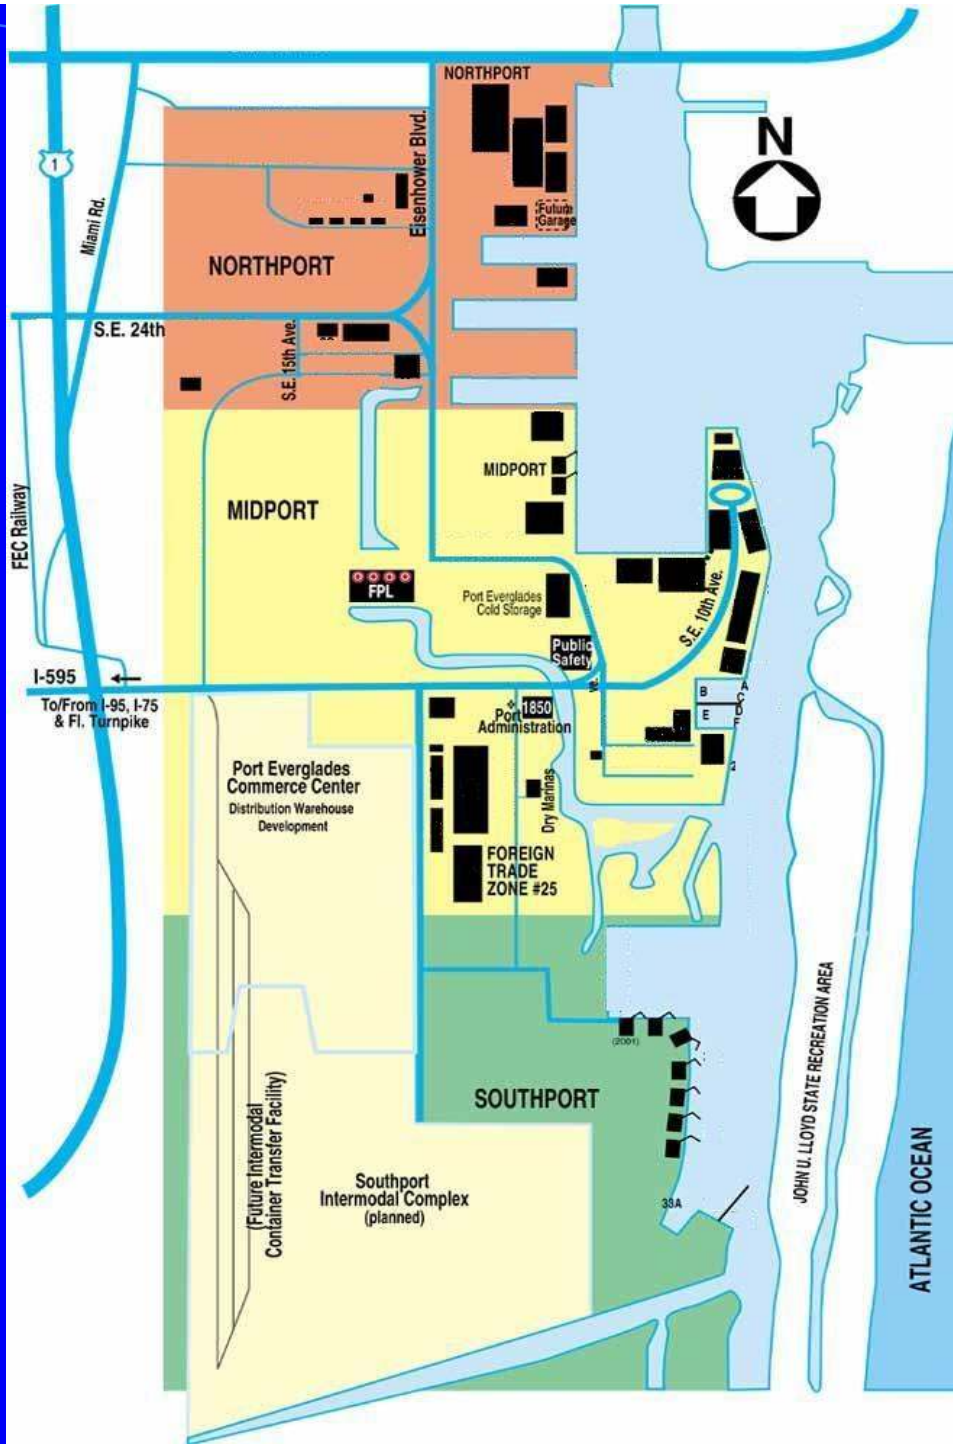 NORTHPORT
N
Eisenhower Blvd.
1
Miami Rd.
Future
Garage
NORTHPORT
S.E. 24th
S.E. 15th Ave.
MIDPORT
MIDPORT
FEC Railway
FPL
Port Everglades
Cold Storage
S.E. 10th Ave.
Public
Safety
I-595
To/From I-95, I-75
& Fl. Turnpike
A
B
C
D
E
F
ve.
1850
Port
Administration
2
Port Everglades
Commerce Center
Distribution Warehouse
Development
Dry Marinas
FOREIGN
TRADE
ZONE #25
JOHN U. LLOYD STATE RECREATION AREA
(2001)
7
SOUTHPORT
(Future Intermodal
Container Transfer Facility)
Southport
Intermodal Complex
(planned)
33A
ATLANTIC OCEAN